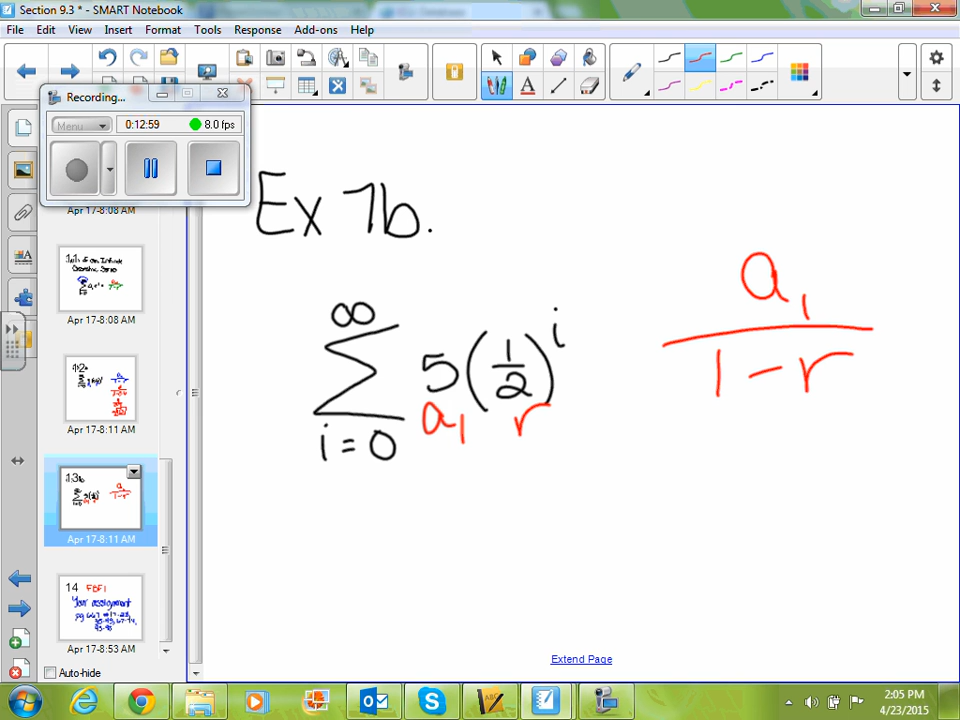 Section 9.3 * - SMART Notebook
File Edit View Insert Format Tools Response Add-ons Help
Recording...
Menu 0:12:59 8.0 fps
Apr 17-8:08 AM
Apr 17-8:08 AM
Apr 17-8:11 AM
Apr 17-8:11 AM
14 FBF1
Your assignment
Apr 17-8:53 AM
Auto-hide
Ex 7b.
∞
Σ 5(1/2)^i
i = 0
a₁ r
a₁
1 - r
Extend Page
2:05 PM
4/23/2015